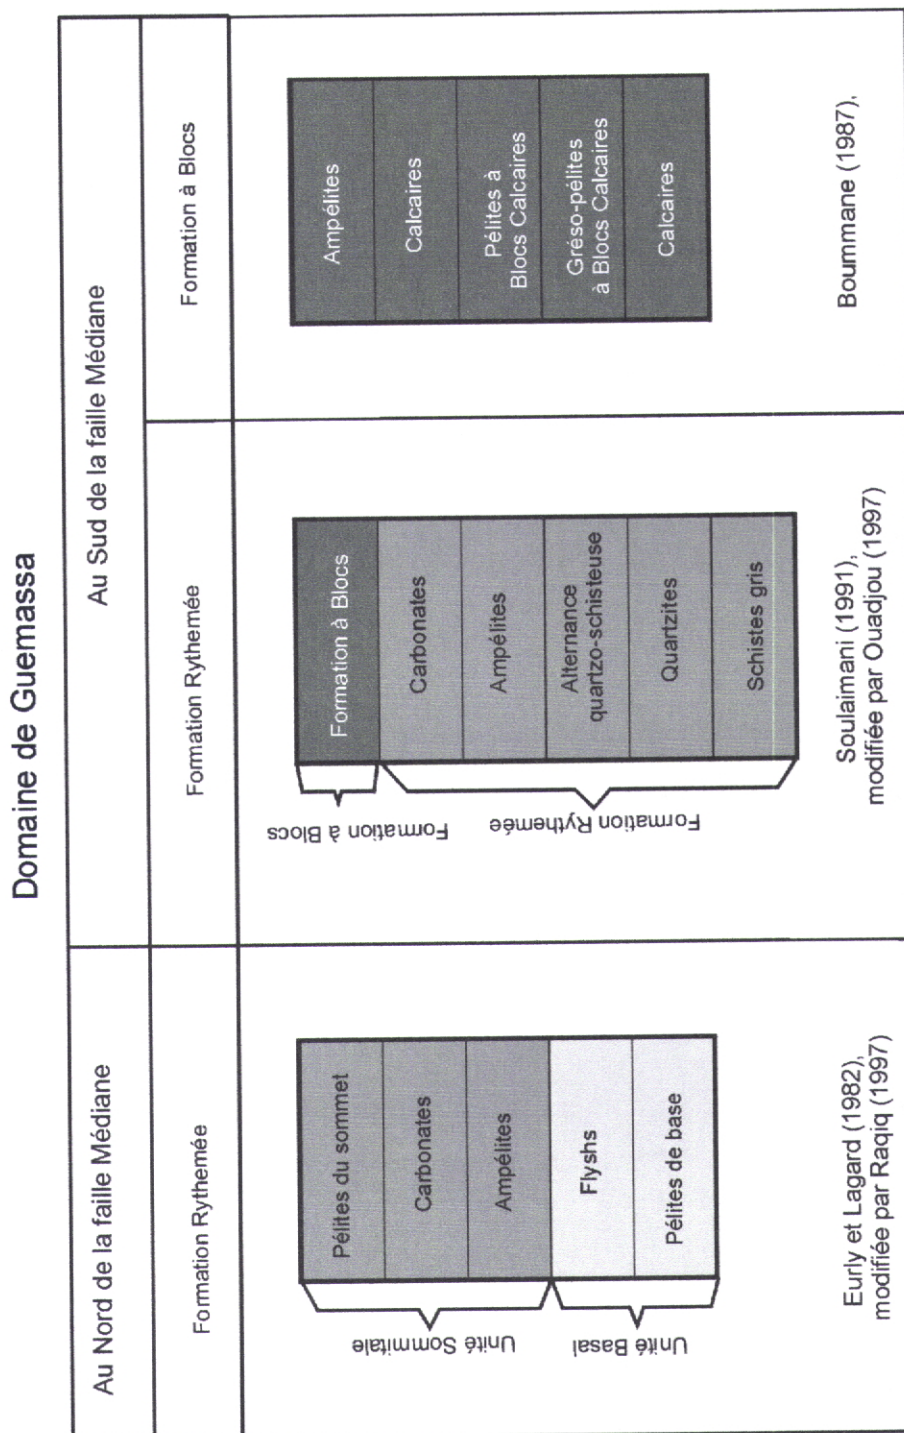 Domaine de Guemassa
Au Nord de la faille Médiane
Au Sud de la faille Médiane
Formation Rythemée
Formation Rythemée
Formation à Blocs
Unité Sommitale
Unité Basal
Pélites du sommet
Carbonates
Ampélites
Flyshs
Pélites de base
Eurly et Lagard (1982),
modifiée par Raqiq (1997)
Formation à Blocs
Formation Rythemée
Formation à Blocs
Carbonates
Ampélites
Alternance
quartzo-schisteuse
Quartzites
Schistes gris
Soulaimani (1991),
modifiée par Ouadjou (1997)
Ampélites
Calcaires
Pélites à
Blocs Calcaires
Gréso-pélites
à Blocs Calcaires
Calcaires
Boummane (1987),